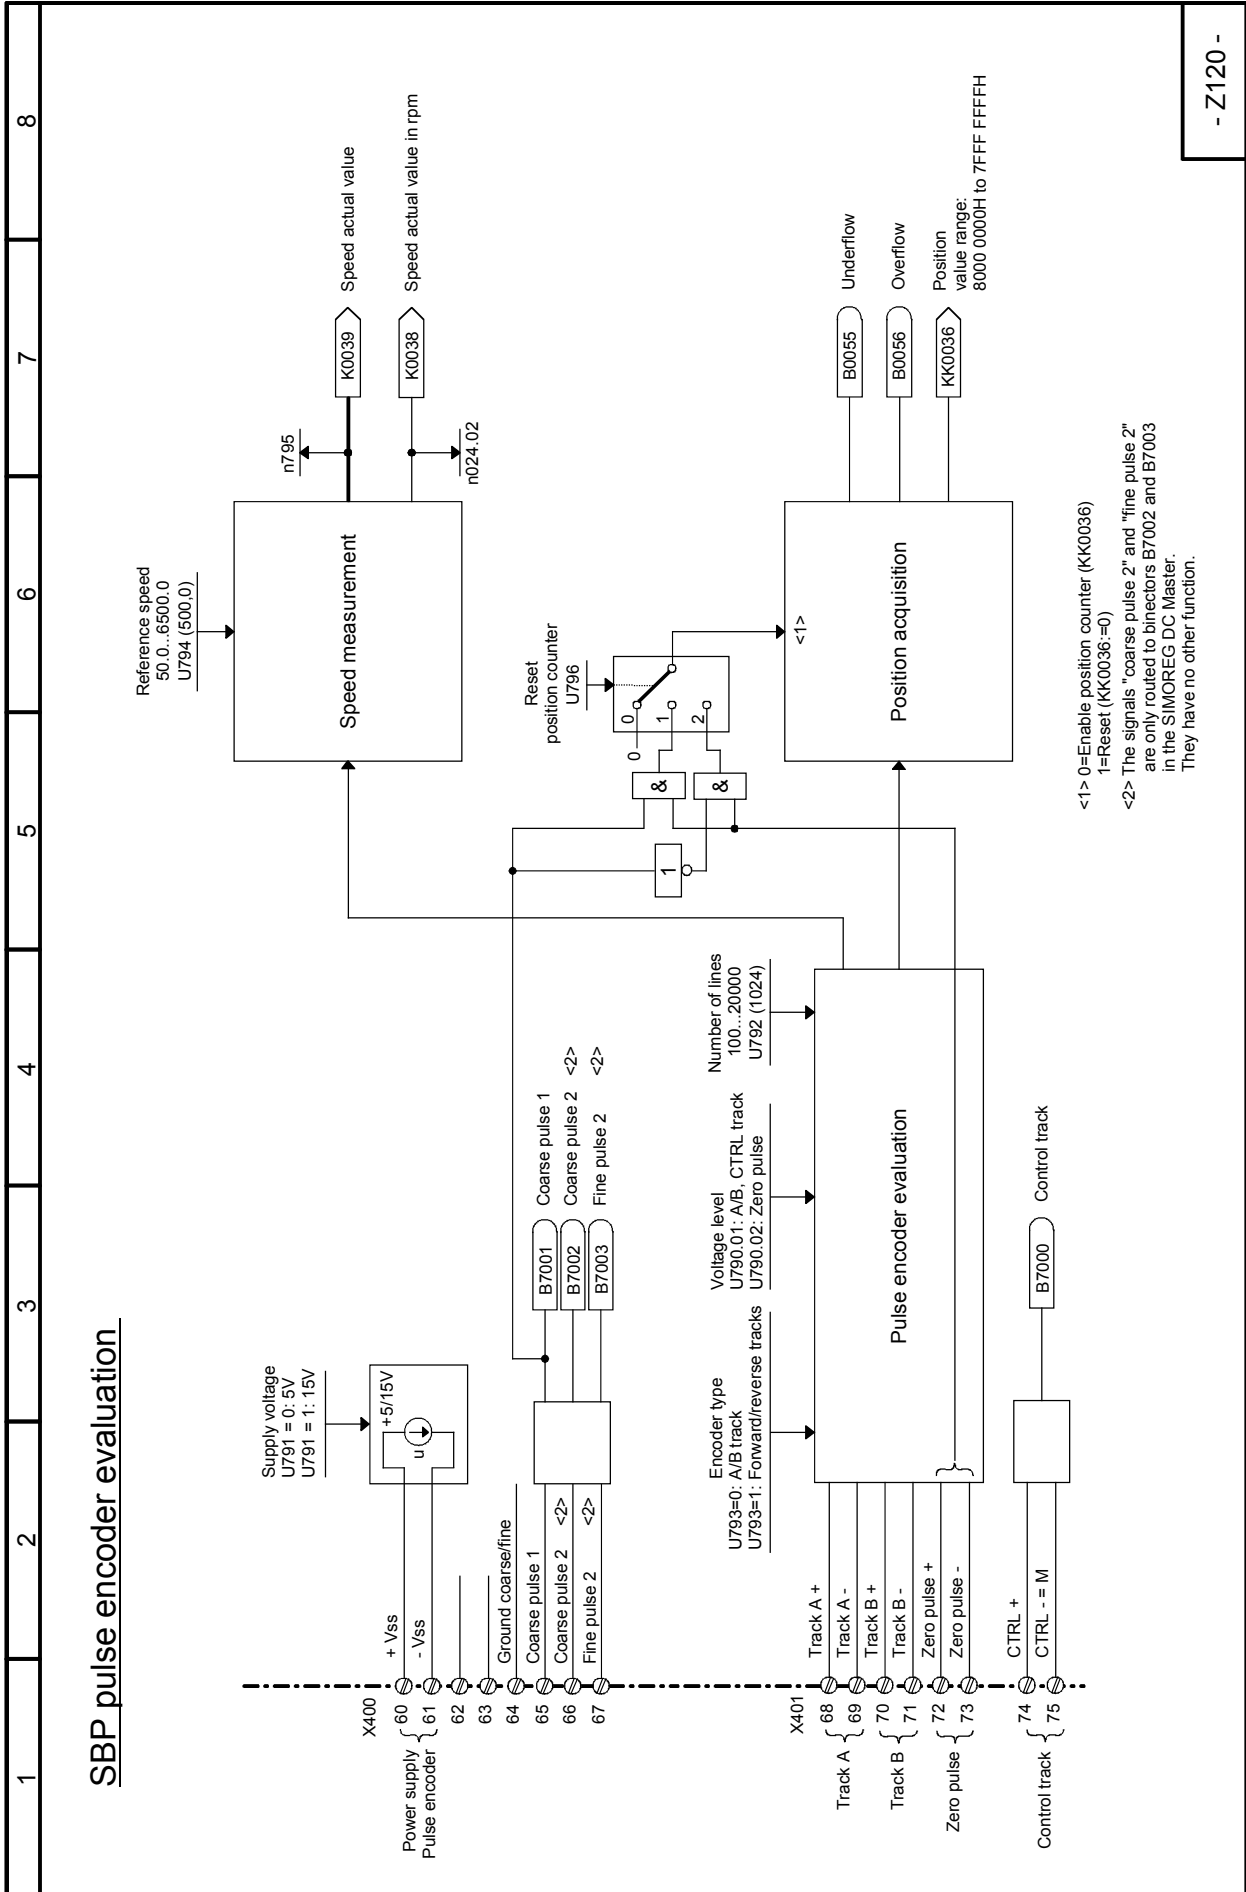 1 2 3 4 5 6 7 8
SBP pulse encoder evaluation
Supply voltage
U791 = 0: 5V
U791 = 1: 15V
+5/15V
u
X400
+ Vss
- Vss
60
61
62
63
64
65
66
67
Power supply
Pulse encoder
Ground coarse/fine
Coarse pulse 1
Coarse pulse 2 <2>
Fine pulse 2 <2>
B7001 Coarse pulse 1
B7002 Coarse pulse 2 <2>
B7003 Fine pulse 2 <2>
Reference speed
50.0...6500.0
U794 (500,0)
Speed measurement
n795
K0039 Speed actual value
K0038 Speed actual value in rpm
n024.02
Reset
position counter
U796
0
0
1
2
&
&
1
<1>
Position acquisition
B0055 Underflow
B0056 Overflow
KK0036 Position
value range:
8000 0000H to 7FFF FFFFH
Encoder type
U793=0: A/B track
U793=1: Forward/reverse tracks
Voltage level
U790.01: A/B, CTRL track
U790.02: Zero pulse
Number of lines
100...20000
U792 (1024)
Pulse encoder evaluation
X401
68 Track A +
69 Track A -
70 Track B +
71 Track B -
72 Zero pulse +
73 Zero pulse -
74 CTRL +
75 CTRL - = M
Track A
Track B
Zero pulse
Control track
B7000 Control track
<1> 0=Enable position counter (KK0036)
1=Reset (KK0036:=0)
<2> The signals "coarse pulse 2" and "fine pulse 2"
are only routed to binectors B7002 and B7003
in the SIMOREG DC Master.
They have no other function.
- Z120 -